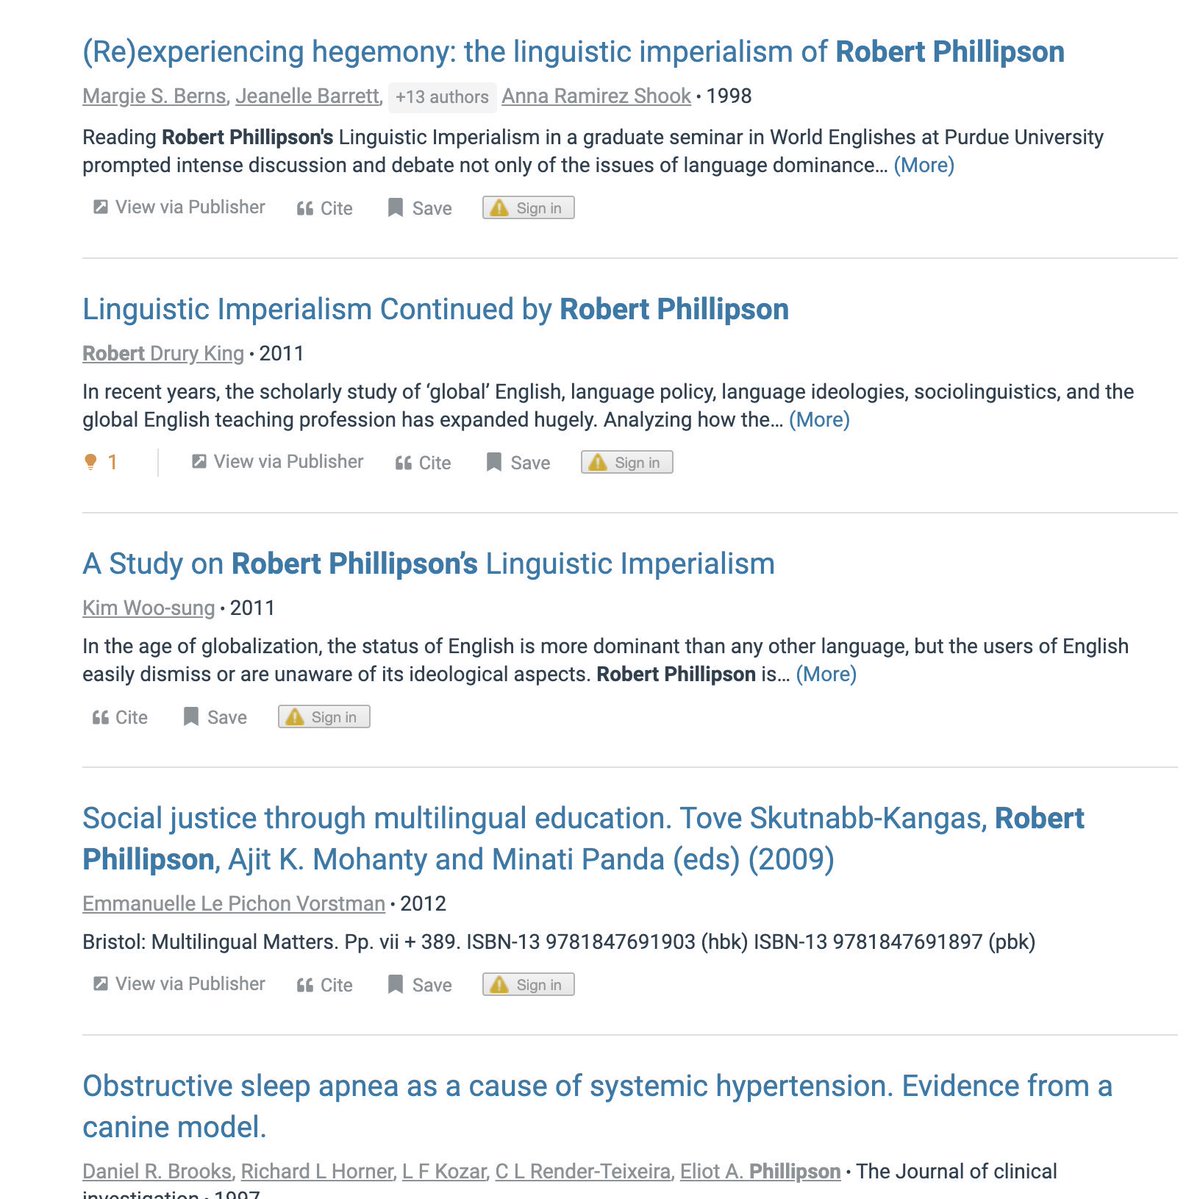 (Re)experiencing hegemony: the linguistic imperialism of Robert Phillipson
Margie S. Berns, Jeanelle Barrett, +13 authors Anna Ramirez Shook • 1998
Reading Robert Phillipson's Linguistic Imperialism in a graduate seminar in World Englishes at Purdue University
prompted intense discussion and debate not only of the issues of language dominance… (More)
View via Publisher Cite Save Sign in
Linguistic Imperialism Continued by Robert Phillipson
Robert Drury King • 2011
In recent years, the scholarly study of ‘global’ English, language policy, language ideologies, sociolinguistics, and the
global English teaching profession has expanded hugely. Analyzing how the… (More)
1 View via Publisher Cite Save Sign in
A Study on Robert Phillipson’s Linguistic Imperialism
Kim Woo-sung • 2011
In the age of globalization, the status of English is more dominant than any other language, but the users of English
easily dismiss or are unaware of its ideological aspects. Robert Phillipson is… (More)
Cite Save Sign in
Social justice through multilingual education. Tove Skutnabb-Kangas, Robert
Phillipson, Ajit K. Mohanty and Minati Panda (eds) (2009)
Emmanuelle Le Pichon Vorstman • 2012
Bristol: Multilingual Matters. Pp. vii + 389. ISBN-13 9781847691903 (hbk) ISBN-13 9781847691897 (pbk)
View via Publisher Cite Save Sign in
Obstructive sleep apnea as a cause of systemic hypertension. Evidence from a
canine model.
Daniel R. Brooks, Richard L Horner, L F Kozar, C L Render-Teixeira, Eliot A. Phillipson • The Journal of clinical
investigation • 1997